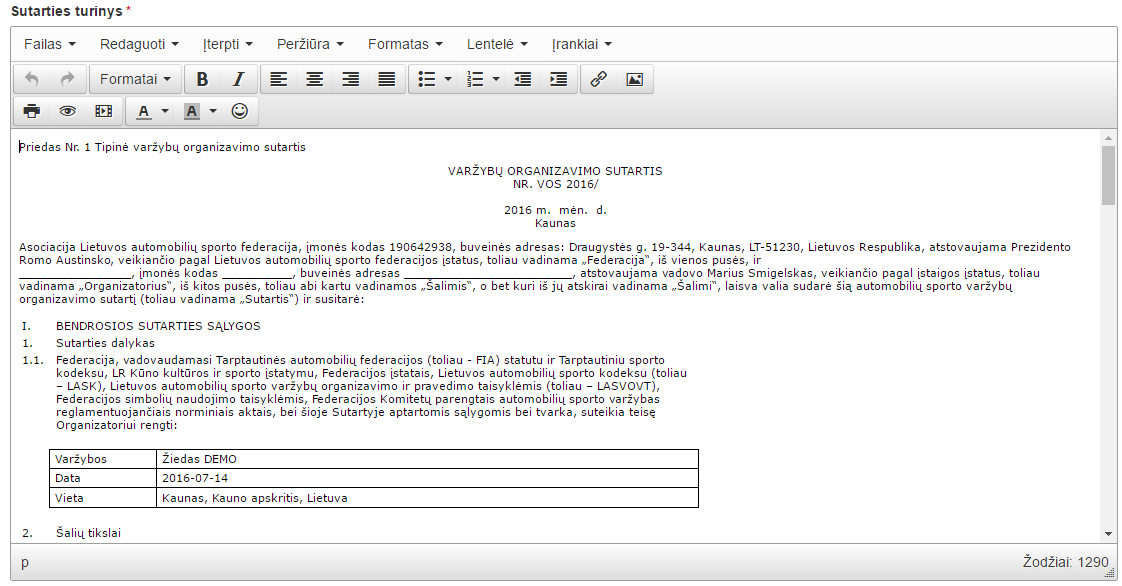 Sutarties turinys *
Failas Redaguoti Įterpti Peržiūra Formatas Lentelė Įrankiai
Formatai B I
A A
Priedas Nr. 1 Tipinė varžybų organizavimo sutartis
VARŽYBŲ ORGANIZAVIMO SUTARTIS
NR. VOS 2016/
2016 m.  mėn.  d.
Kaunas
Asociacija Lietuvos automobilių sporto federacija, įmonės kodas 190642938, buveinės adresas: Draugystės g. 19-344, Kaunas, LT-51230, Lietuvos Respublika, atstovaujama Prezidento
Romo Austinsko, veikiančio pagal Lietuvos automobilių sporto federacijos įstatus, toliau vadinama „Federacija“, iš vienos pusės, ir
________________, įmonės kodas __________, buveinės adresas ________________________, atstovaujama vadovo Marius Smigelskas, veikiančio pagal įstaigos įstatus, toliau
vadinama „Organizatorius“, iš kitos pusės, toliau abi kartu vadinamos „Šalimis“, o bet kuri iš jų atskirai vadinama „Šalimi“, laisva valia sudarė šią automobilių sporto varžybų
organizavimo sutartį (toliau vadinama „Sutartis“) ir susitarė:
I. BENDROSIOS SUTARTIES SĄLYGOS
1. Sutarties dalykas
1.1. Federacija, vadovaudamasi Tarptautinės automobilių federacijos (toliau - FIA) statutu ir Tarptautiniu sporto
kodeksu, LR Kūno kultūros ir sporto įstatymu, Federacijos įstatais, Lietuvos automobilių sporto kodeksu (toliau
– LASK), Lietuvos automobilių sporto varžybų organizavimo ir pravedimo taisyklėmis (toliau – LASVOVT),
Federacijos simbolių naudojimo taisyklėmis, Federacijos Komitetų parengtais automobilių sporto varžybas
reglamentuojančiais norminiais aktais, bei šioje Sutartyje aptartomis sąlygomis bei tvarka, suteikia teisę
Organizatoriui rengti:
Varžybos Žiedas DEMO
Data 2016-07-14
Vieta Kaunas, Kauno apskritis, Lietuva
2. Šalių tikslai
p Žodžiai: 1290